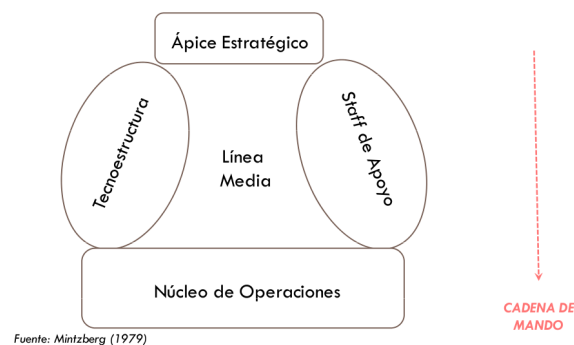 Ápice Estratégico
Tecnoestructura
Staff de Apoyo
Línea
Media
Núcleo de Operaciones
CADENA DE
MANDO
Fuente: Mintzberg (1979)